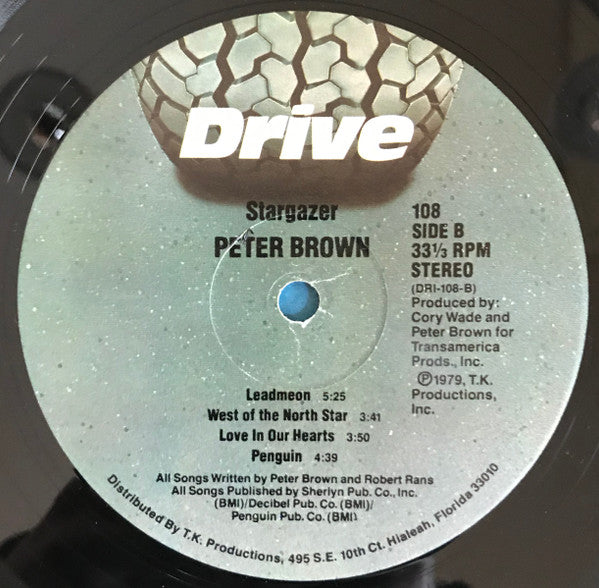 Drive
Stargazer
PETER BROWN
108
SIDE B
33⅓ RPM
STEREO
(DRI-108-B)
Produced by:
Cory Wade and
Peter Brown for
Transamerica
Prods., Inc.
Ⓟ1979, T.K.
Productions,
Inc.
Leadmeon 5:25
West of the North Star 3:41
Love In Our Hearts 3:50
Penguin 4:39
All Songs Written by Peter Brown and Robert Rans
All Songs Published by Sherlyn Pub. Co., Inc.
(BMI)/Decibel Pub. Co. (BMI)/
Penguin Pub. Co. (BMI)
Distributed By T.K. Productions, 495 S.E. 10th Ct. Hialeah, Florida 33010